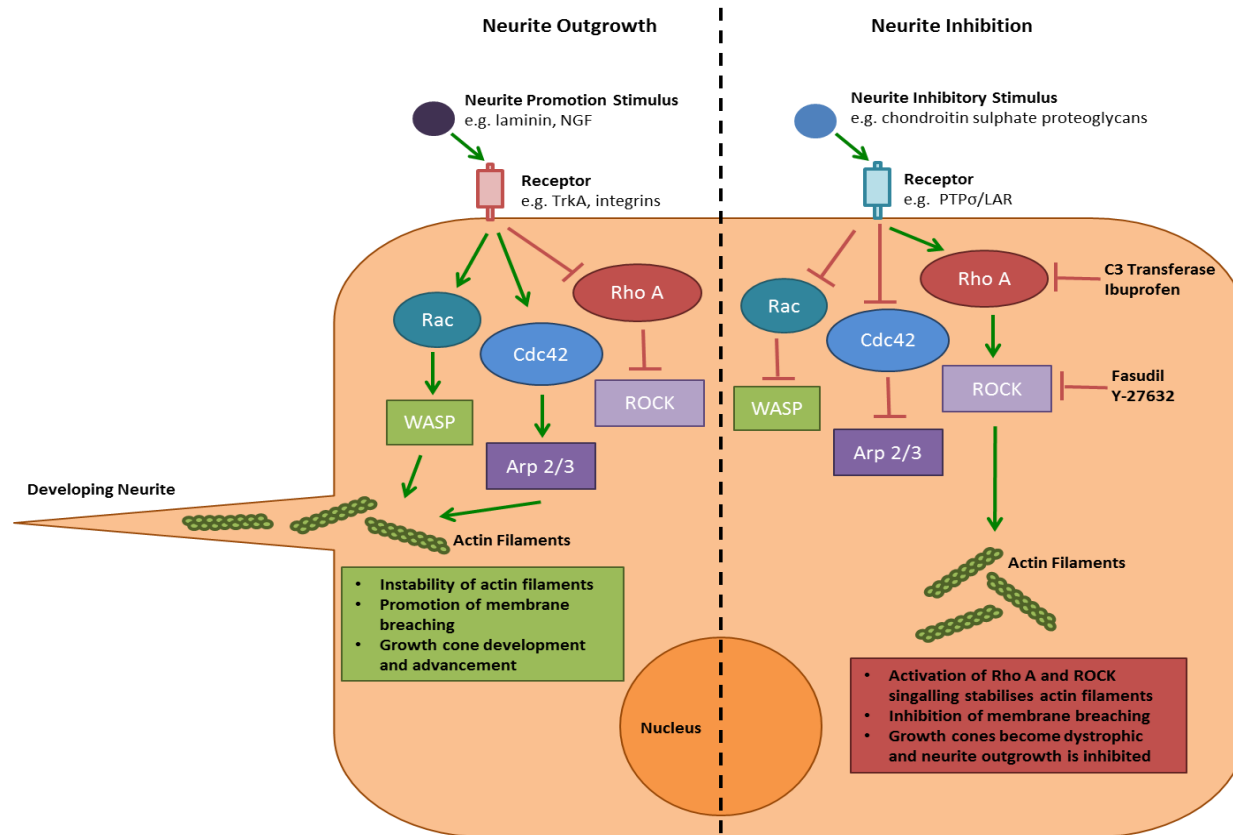 Neurite Outgrowth
Neurite Promotion Stimulus
e.g. laminin, NGF
Receptor
e.g. TrkA, integrins
Rac
Cdc42
Rho A
WASP
Arp 2/3
ROCK
Developing Neurite
Actin Filaments
• Instability of actin filaments
• Promotion of membrane
breaching
• Growth cone development
and advancement
Nucleus
Neurite Inhibition
Neurite Inhibitory Stimulus
e.g. chondroitin sulphate proteoglycans
Receptor
e.g. PTPσ/LAR
Rac
Cdc42
Rho A
C3 Transferase
Ibuprofen
WASP
Arp 2/3
ROCK
Fasudil
Y-27632
Actin Filaments
• Activation of Rho A and ROCK
singalling stabilises actin filaments
• Inhibition of membrane breaching
• Growth cones become dystrophic
and neurite outgrowth is inhibited